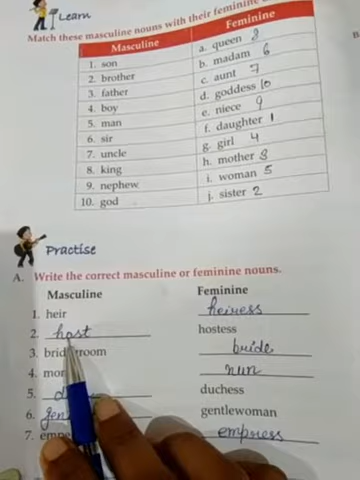 Learn
Match these masculine nouns with their feminine
Masculine Feminine
1. son a. queen 8
2. brother b. madam 6
3. father c. aunt 7
4. boy d. goddess 10
5. man e. niece 9
6. sir f. daughter 1
7. uncle g. girl 4
8. king h. mother 3
9. nephew i. woman 5
10. god j. sister 2
Practise
A. Write the correct masculine or feminine nouns.
Masculine Feminine
1. heir heiress
2. host hostess
3. bride
4. nun
5. duchess
6. gentlewoman
7. empress